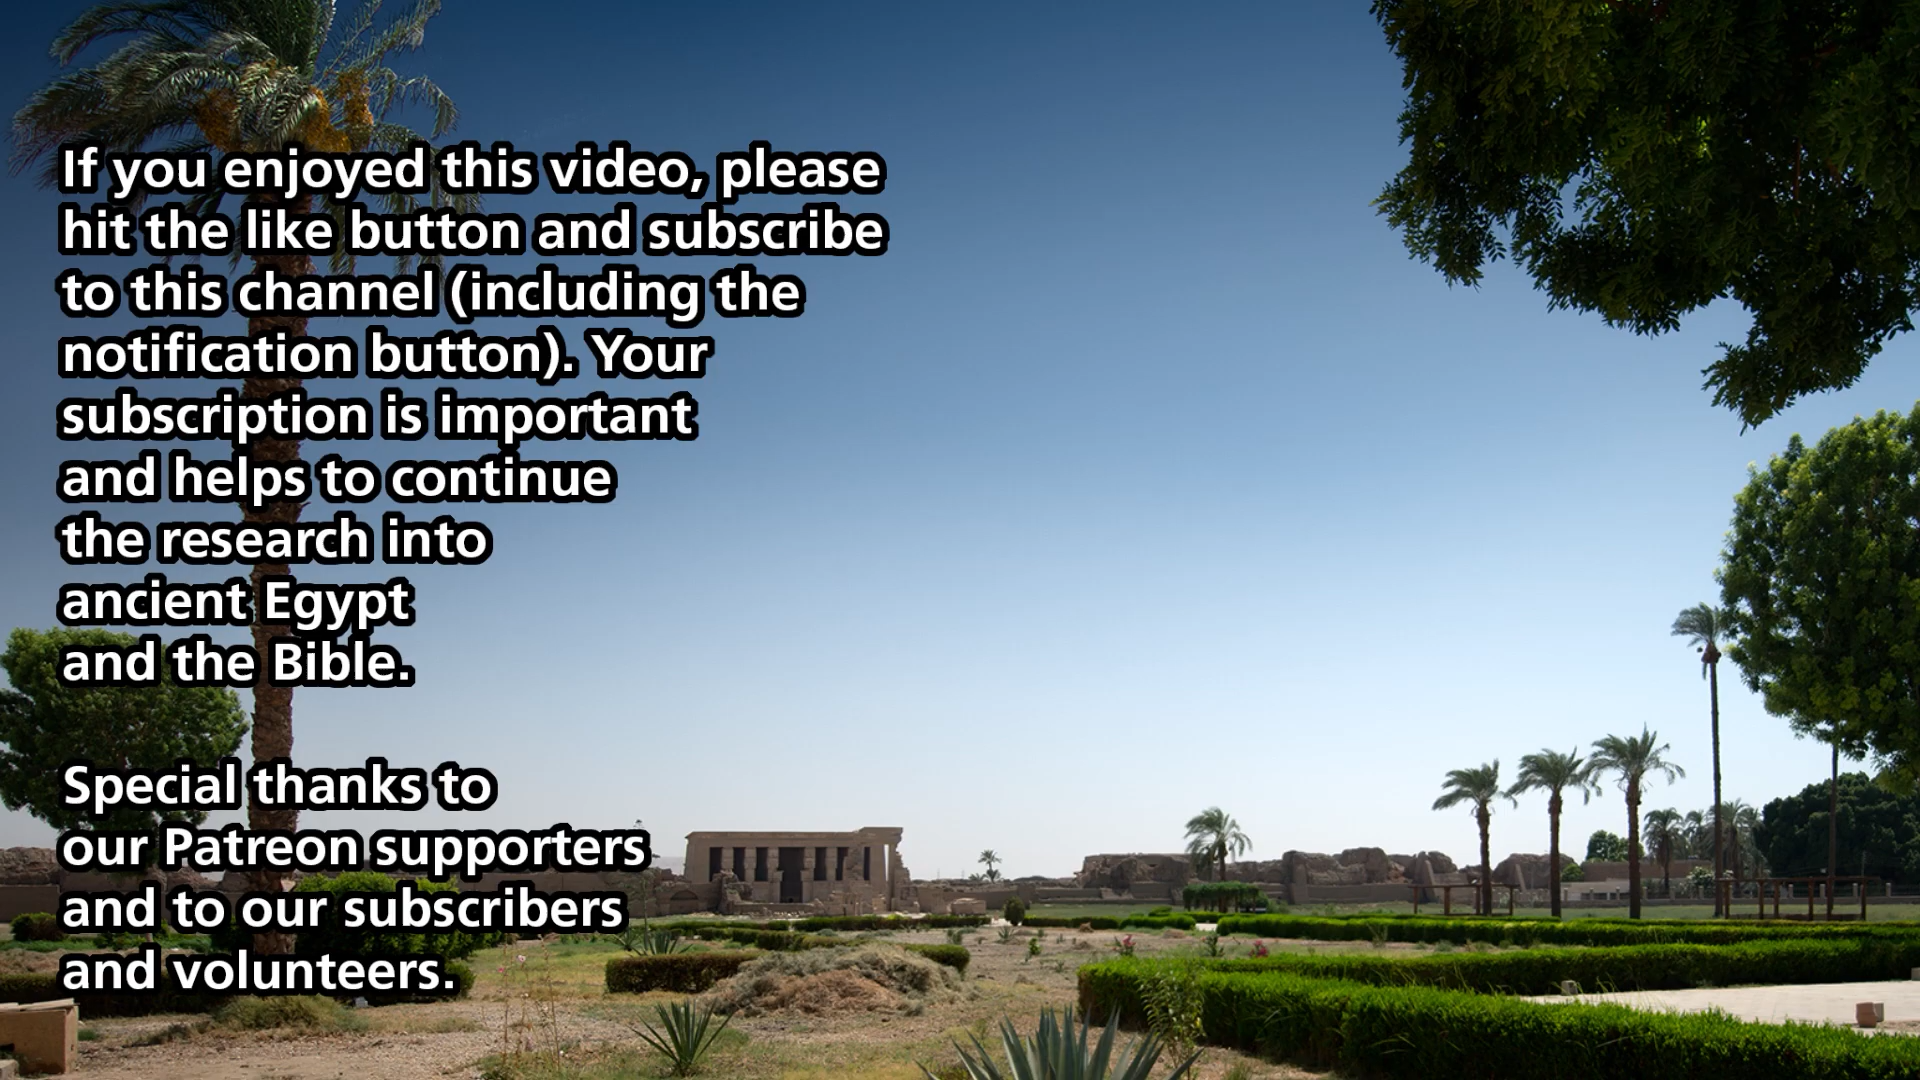 If you enjoyed this video, please
hit the like button and subscribe
to this channel (including the
notification button). Your
subscription is important
and helps to continue
the research into
ancient Egypt
and the Bible.
Special thanks to
our Patreon supporters
and to our subscribers
and volunteers.